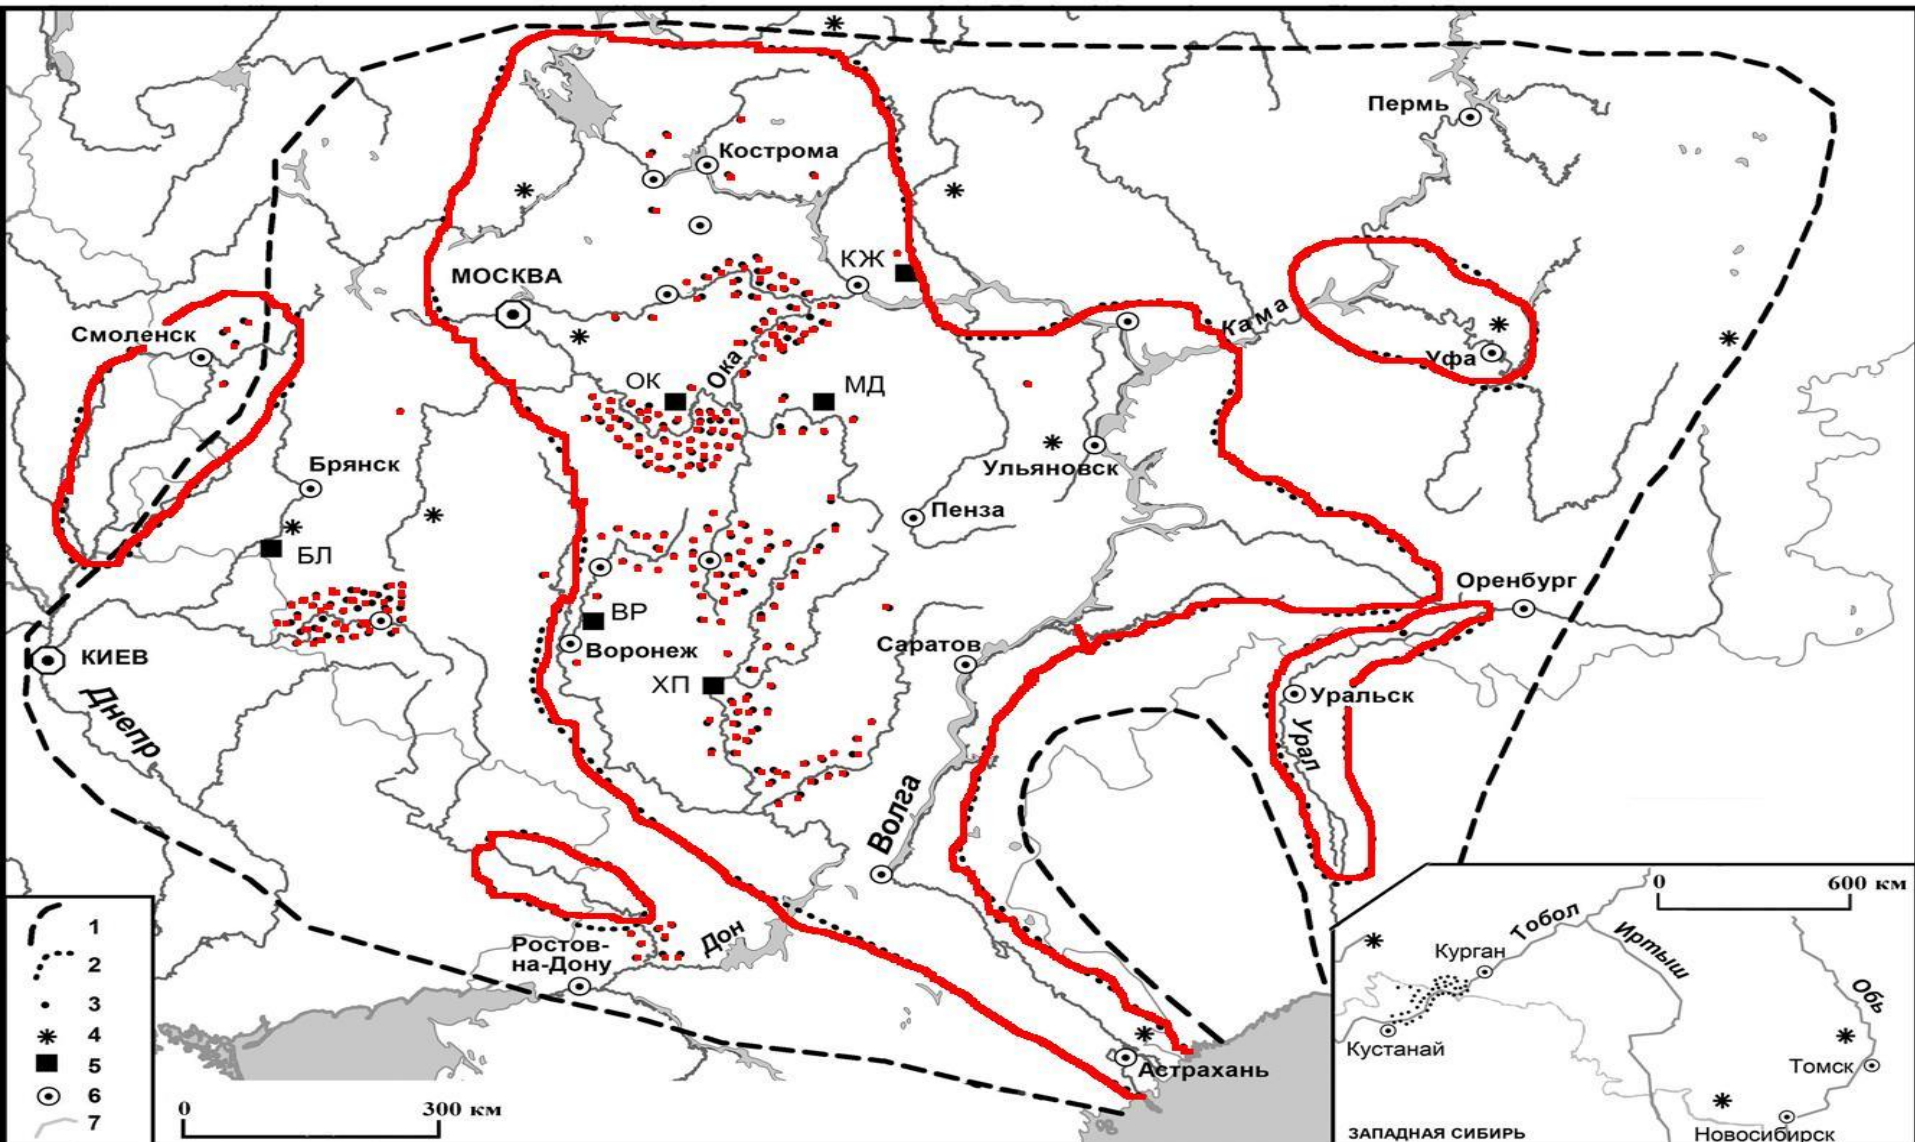 Пермь
Кострома
КЖ
МОСКВА
Кама
Смоленск
Уфа
ОК
Ока
МД
Брянск
Ульяновск
Пенза
БЛ
Оренбург
ВР
КИЕВ
Воронеж
Саратов
ХП
Уральск
Днепр
Урал
Волга
Ростов-
на-Дону
Дон
Астрахань
1
2
3
4
5
6
7
0 300 км
0 600 км
Тобол
Иртыш
Курган
Обь
Кустанай
Томск
Новосибирск
ЗАПАДНАЯ СИБИРЬ